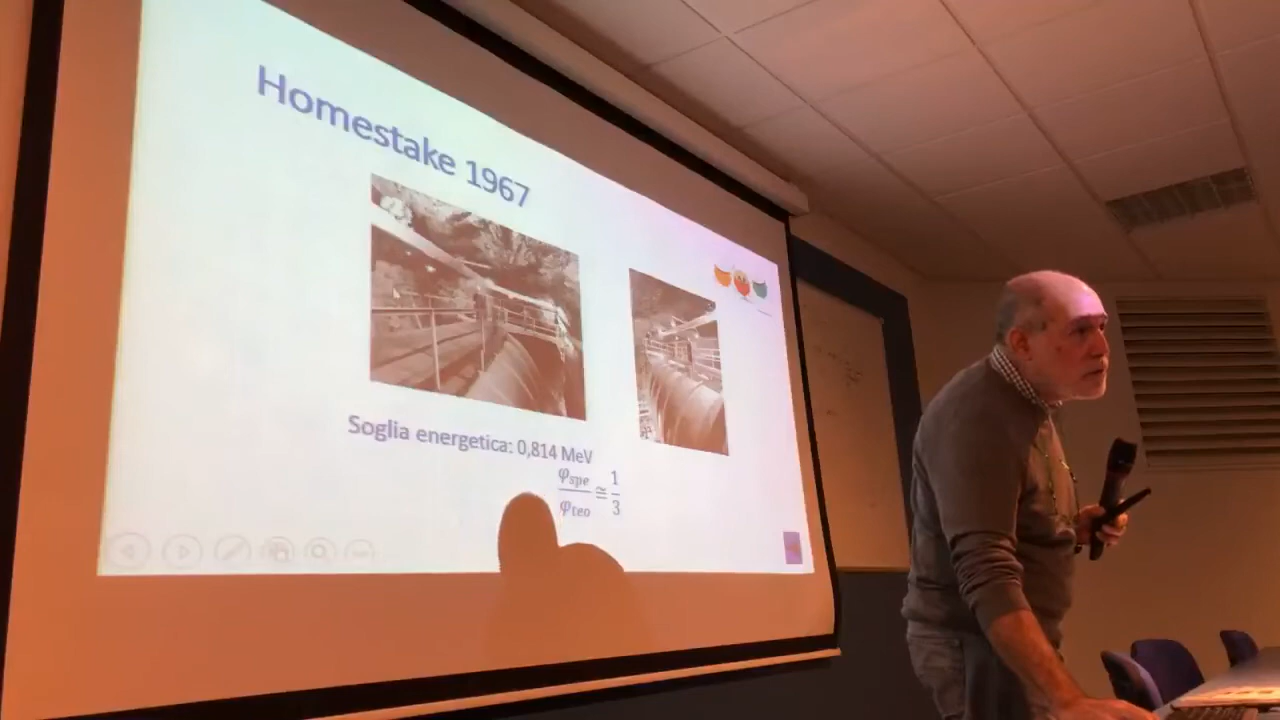 Homestake 1967
Soglia energetica: 0,814 MeV
φspe/φteo ≅ 1/3